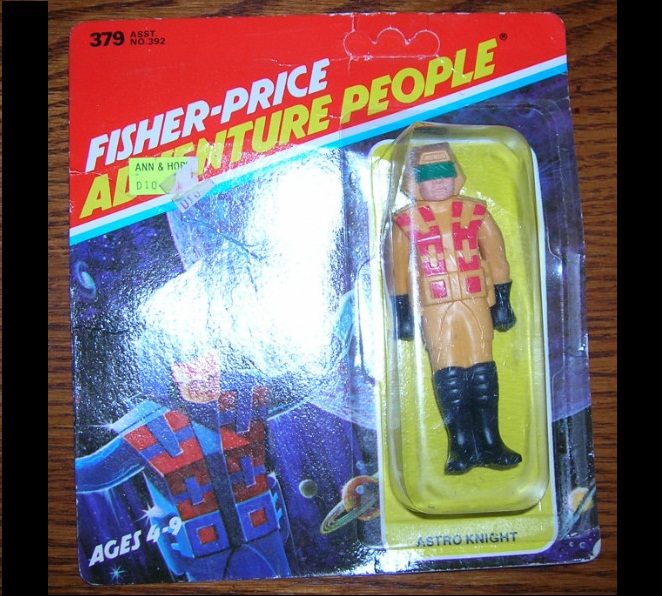 379 ASST.
NO.392
FISHER-PRICE
ADVENTURE PEOPLE®
ANN & HOP
D10
AGES 4-9
ASTRO KNIGHT